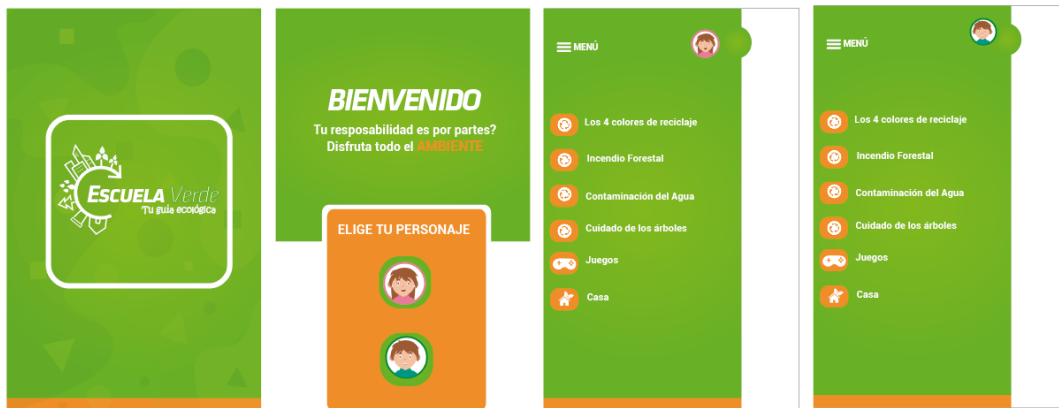 ESCUELA Verde
Tu guía ecológica
BIENVENIDO
Tu resposabilidad es por partes?
Disfruta todo el AMBIENTE
ELIGE TU PERSONAJE
MENÚ
Los 4 colores de reciclaje
Incendio Forestal
Contaminación del Agua
Cuidado de los árboles
Juegos
Casa
MENÚ
Los 4 colores de reciclaje
Incendio Forestal
Contaminación del Agua
Cuidado de los árboles
Juegos
Casa